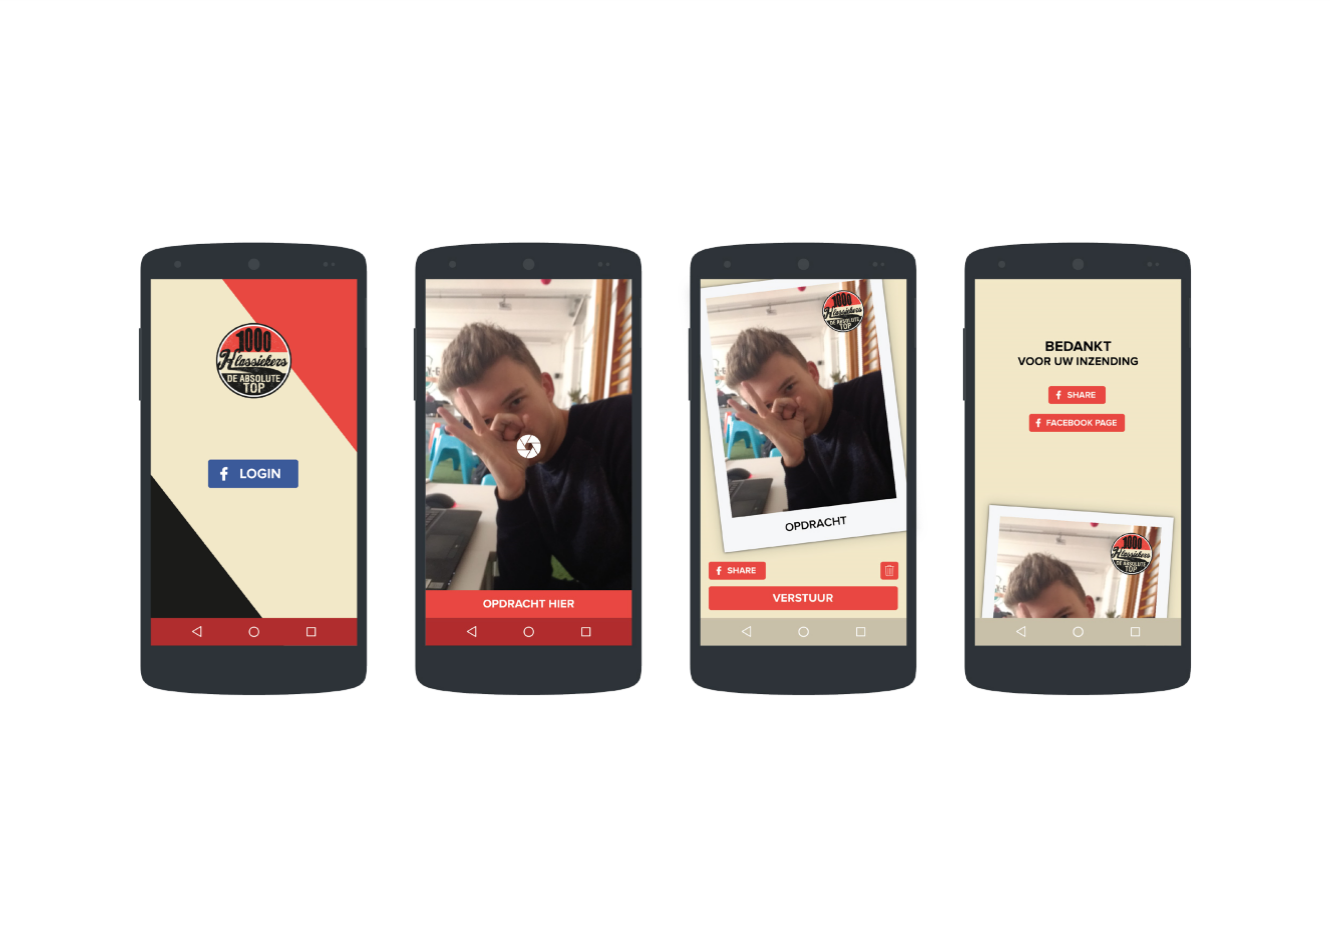 1000
Klassiekers
DE ABSOLUTE
TOP
f LOGIN
OPDRACHT HIER
1000
Klassiekers
DE ABSOLUTE
TOP
OPDRACHT
f SHARE
VERSTUUR
BEDANKT
VOOR UW INZENDING
f SHARE
f FACEBOOK PAGE
1000
Klassiekers
DE ABSOLUTE
TOP